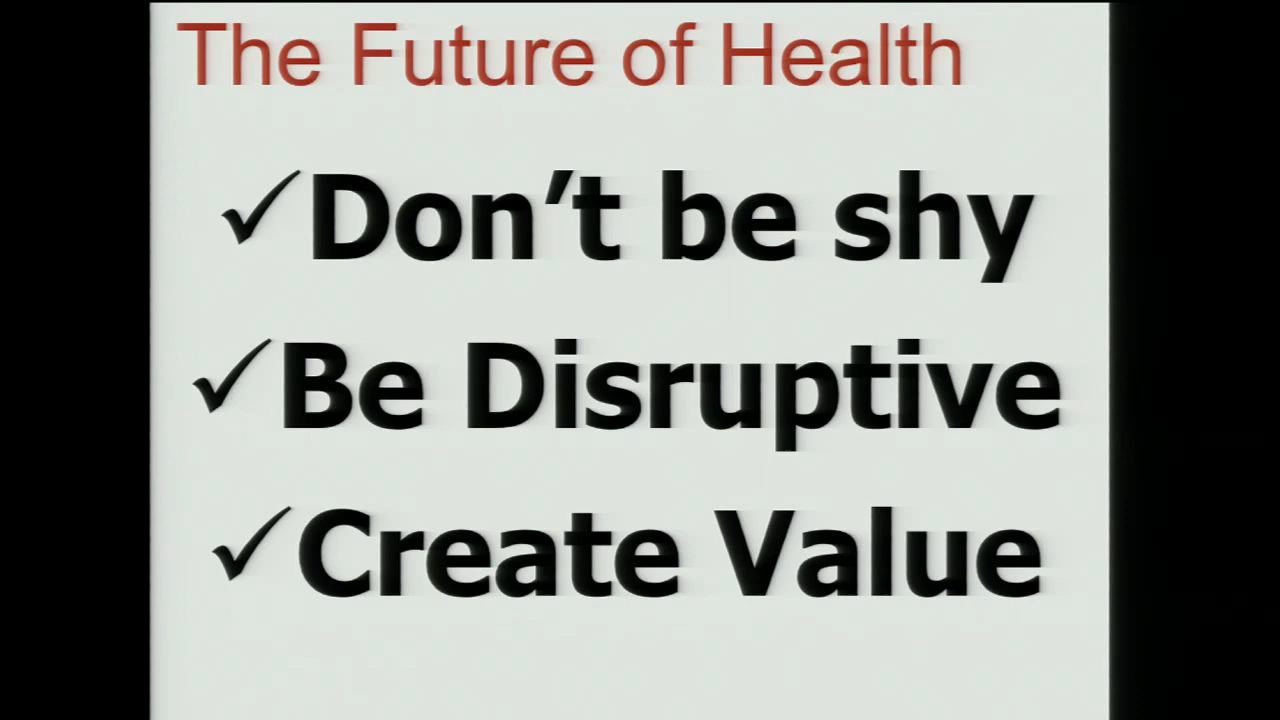 The Future of Health
✓Don’t be shy
✓Be Disruptive
✓Create Value